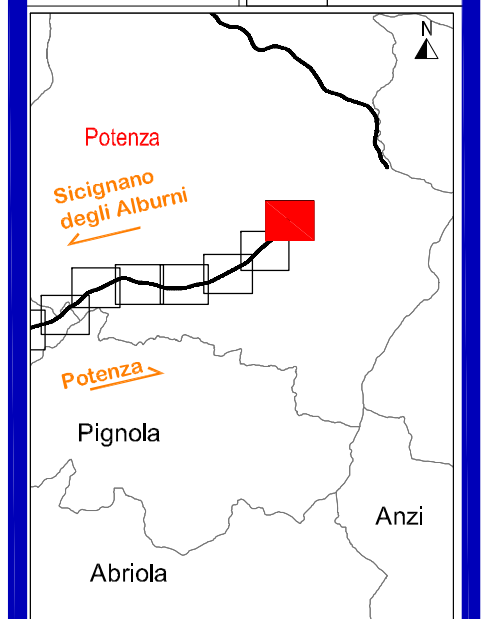 N
Potenza
Sicignano
degli Alburni
Potenza
Pignola
Anzi
Abriola